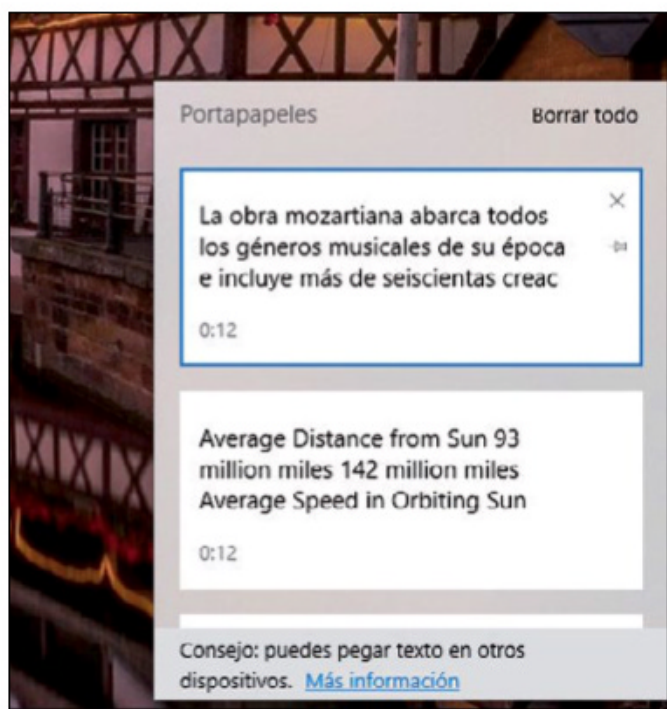 Portapapeles
Borrar todo
La obra mozartiana abarca todos
los géneros musicales de su época
e incluye más de seiscientas creac
0:12
Average Distance from Sun 93
million miles 142 million miles
Average Speed in Orbiting Sun
0:12
Consejo: puedes pegar texto en otros
dispositivos. Más información